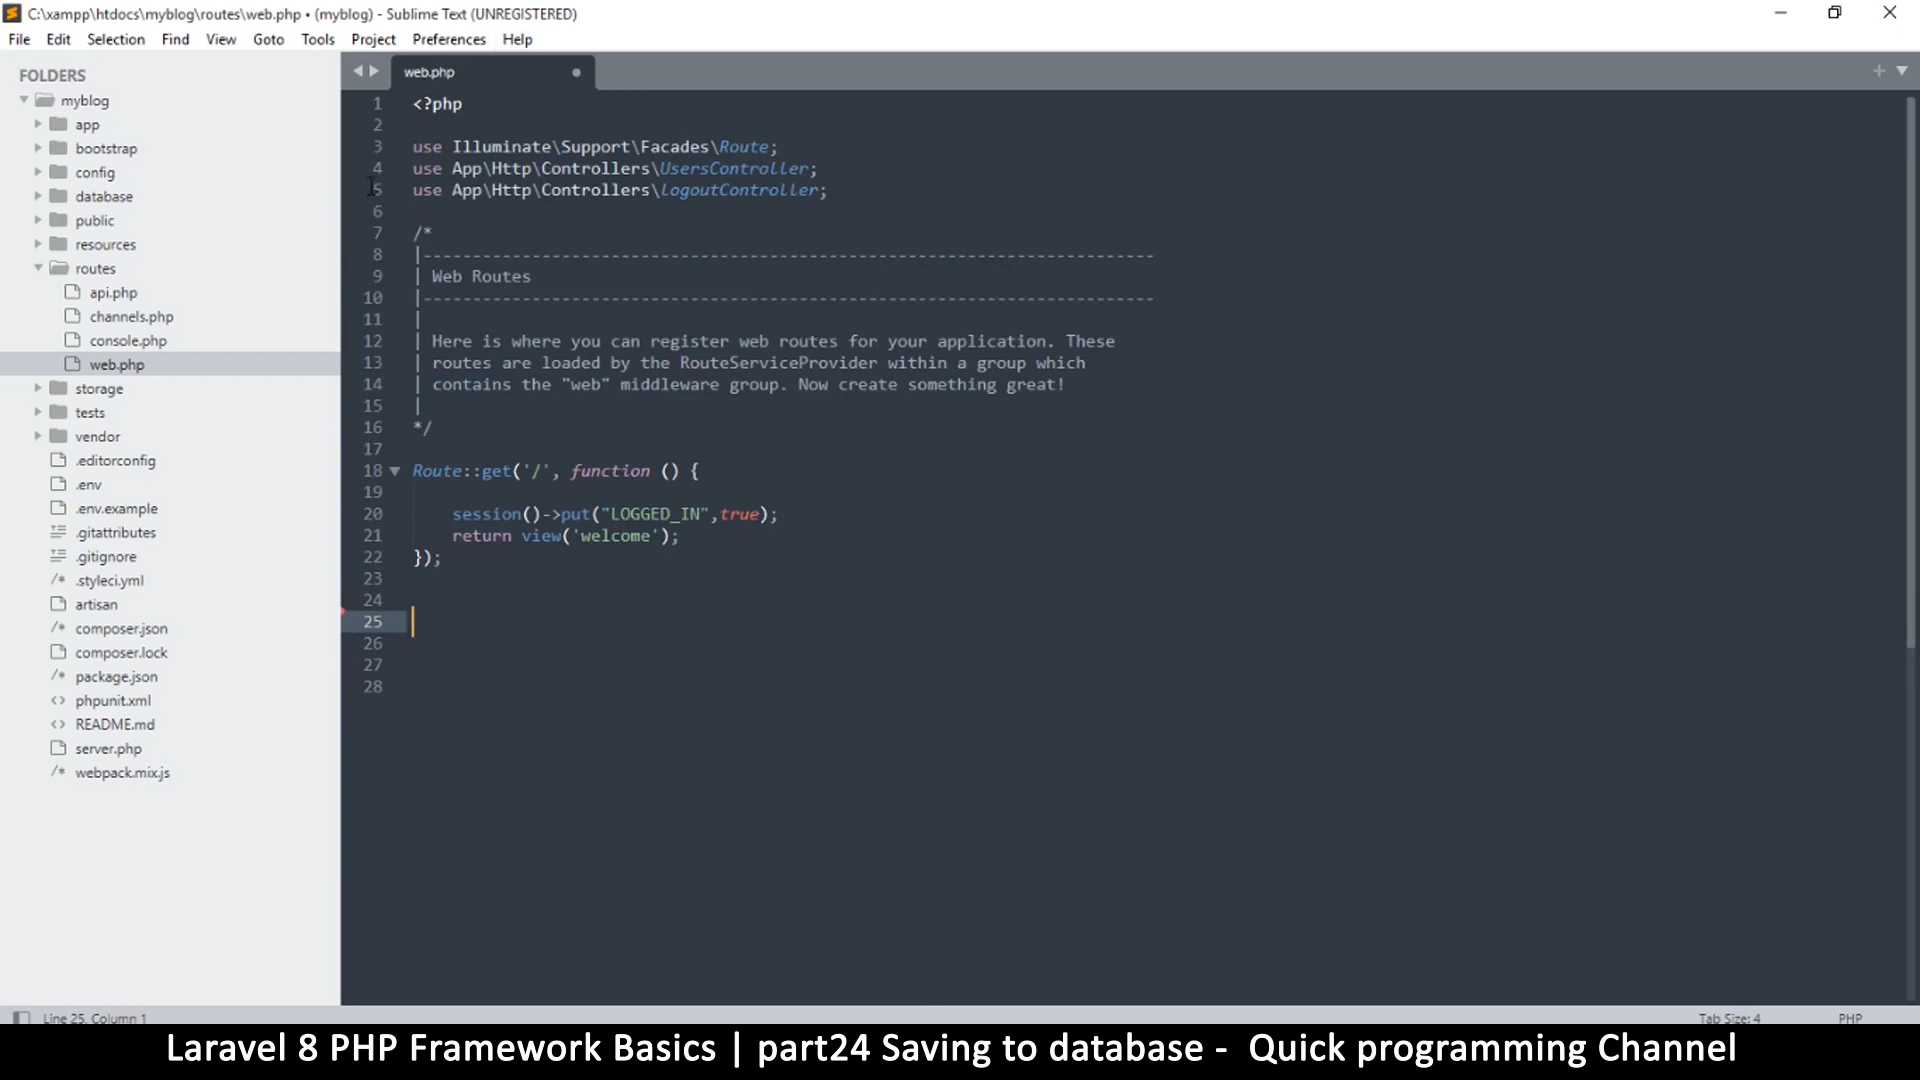 C:\xampp\htdocs\myblog\routes\web.php • (myblog) - Sublime Text (UNREGISTERED)
File Edit Selection Find View Goto Tools Project Preferences Help
FOLDERS
myblog
app
bootstrap
config
database
public
resources
routes
api.php
channels.php
console.php
web.php
storage
tests
vendor
.editorconfig
.env
.env.example
.gitattributes
.gitignore
.styleci.yml
artisan
composer.json
composer.lock
package.json
phpunit.xml
README.md
server.php
webpack.mix.js
web.php
1 <?php
2
3 use Illuminate\Support\Facades\Route;
4 use App\Http\Controllers\UsersController;
5 use App\Http\Controllers\logoutController;
6
7 /*
8 |--------------------------------------------------------------------------
9 | Web Routes
10 |--------------------------------------------------------------------------
11 |
12 | Here is where you can register web routes for your application. These
13 | routes are loaded by the RouteServiceProvider within a group which
14 | contains the "web" middleware group. Now create something great!
15 |
16 */
17
18 Route::get('/', function () {
19
20 session()->put("LOGGED_IN",true);
21 return view('welcome');
22 });
23
24
25
26
27
28
Line 25, Column 1 Tab Size: 4 PHP
Laravel 8 PHP Framework Basics | part24 Saving to database - Quick programming Channel